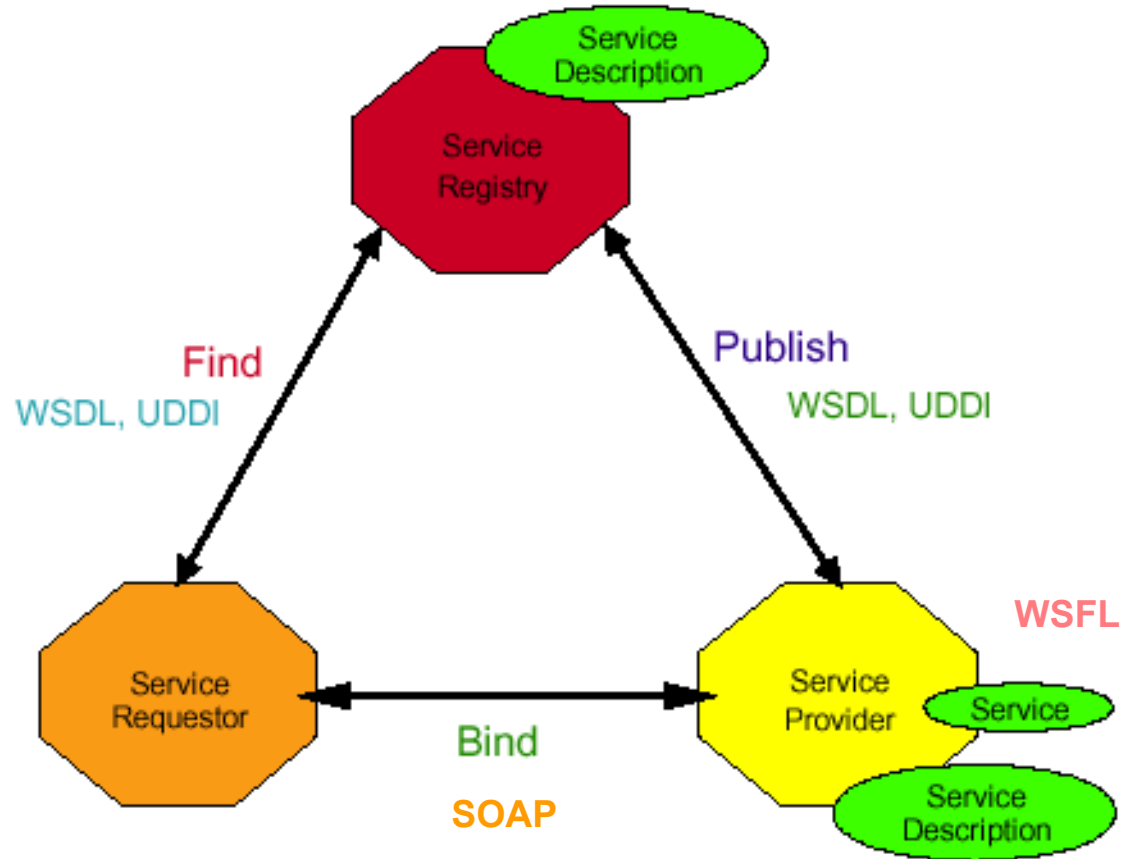 Service
Description
Service
Registry
Find
WSDL, UDDI
Publish
WSDL, UDDI
Service
Requestor
Bind
SOAP
Service
Provider
WSFL
Service
Service
Description